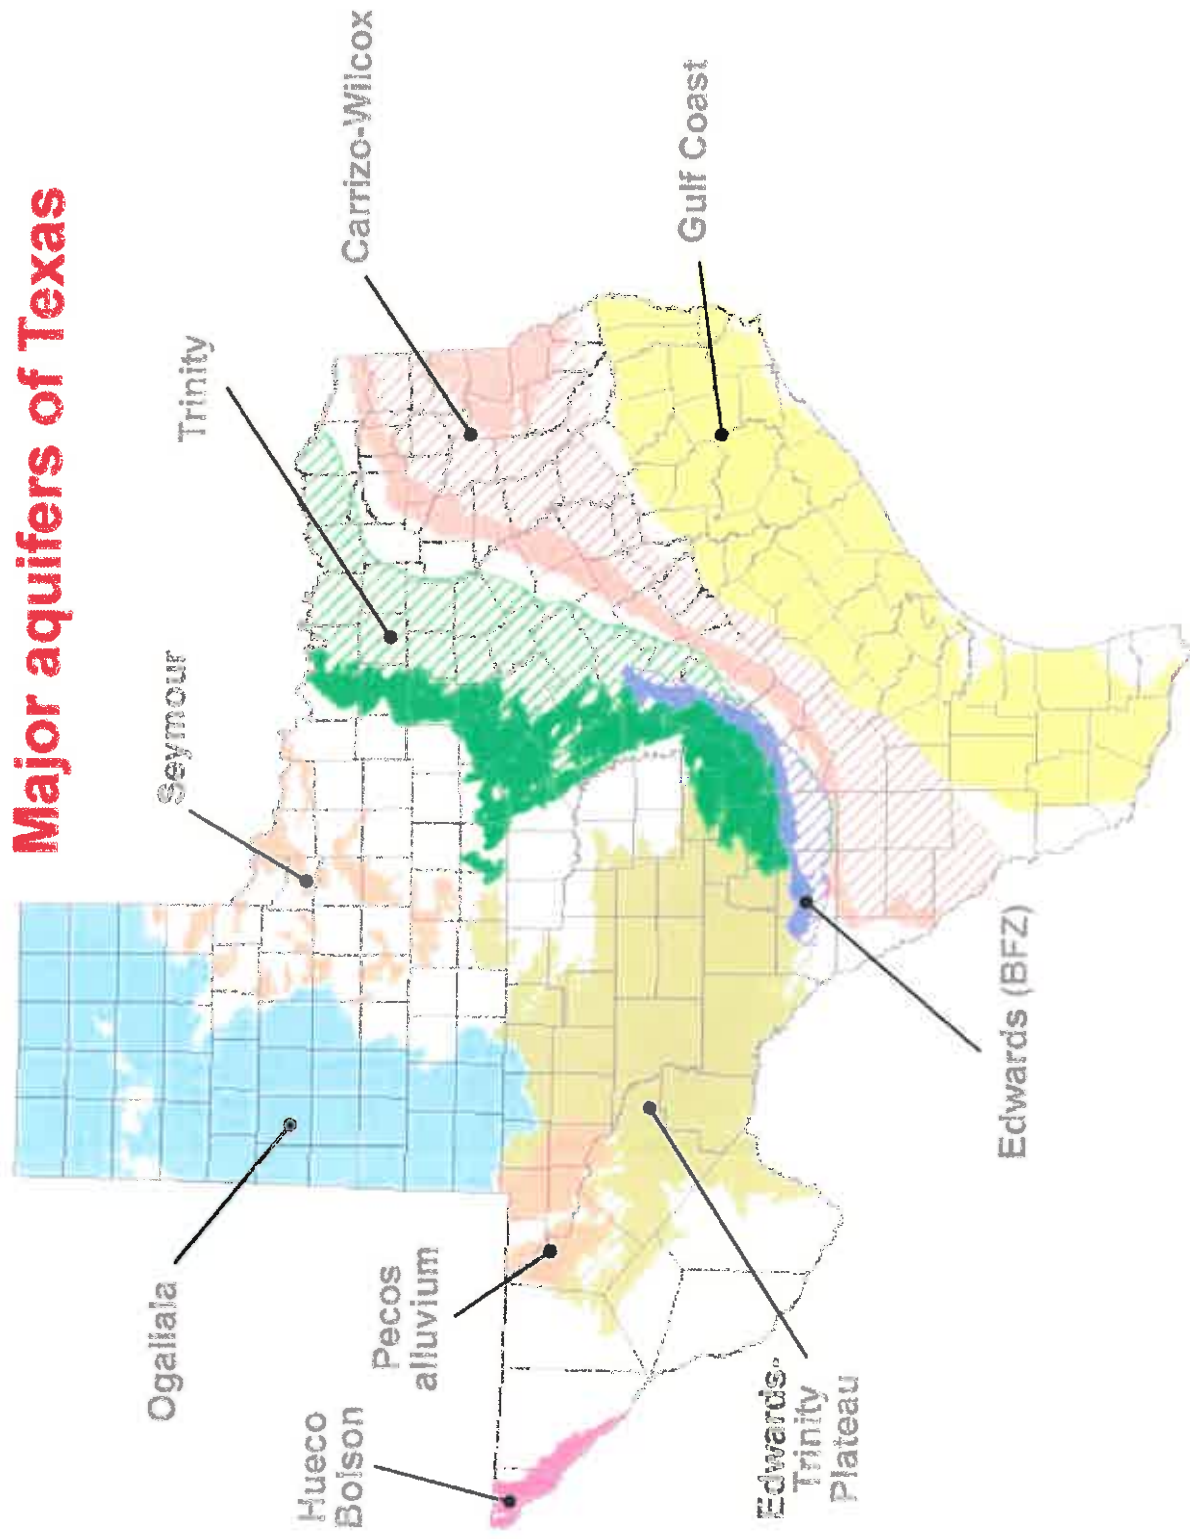 Major aquifers of Texas
Ogallala
Seymour
Trinity
Carrizo-Wilcox
Hueco
Bolson
Pecos
alluvium
Gulf Coast
Edwards-
Trinity
Plateau
Edwards (BFZ)